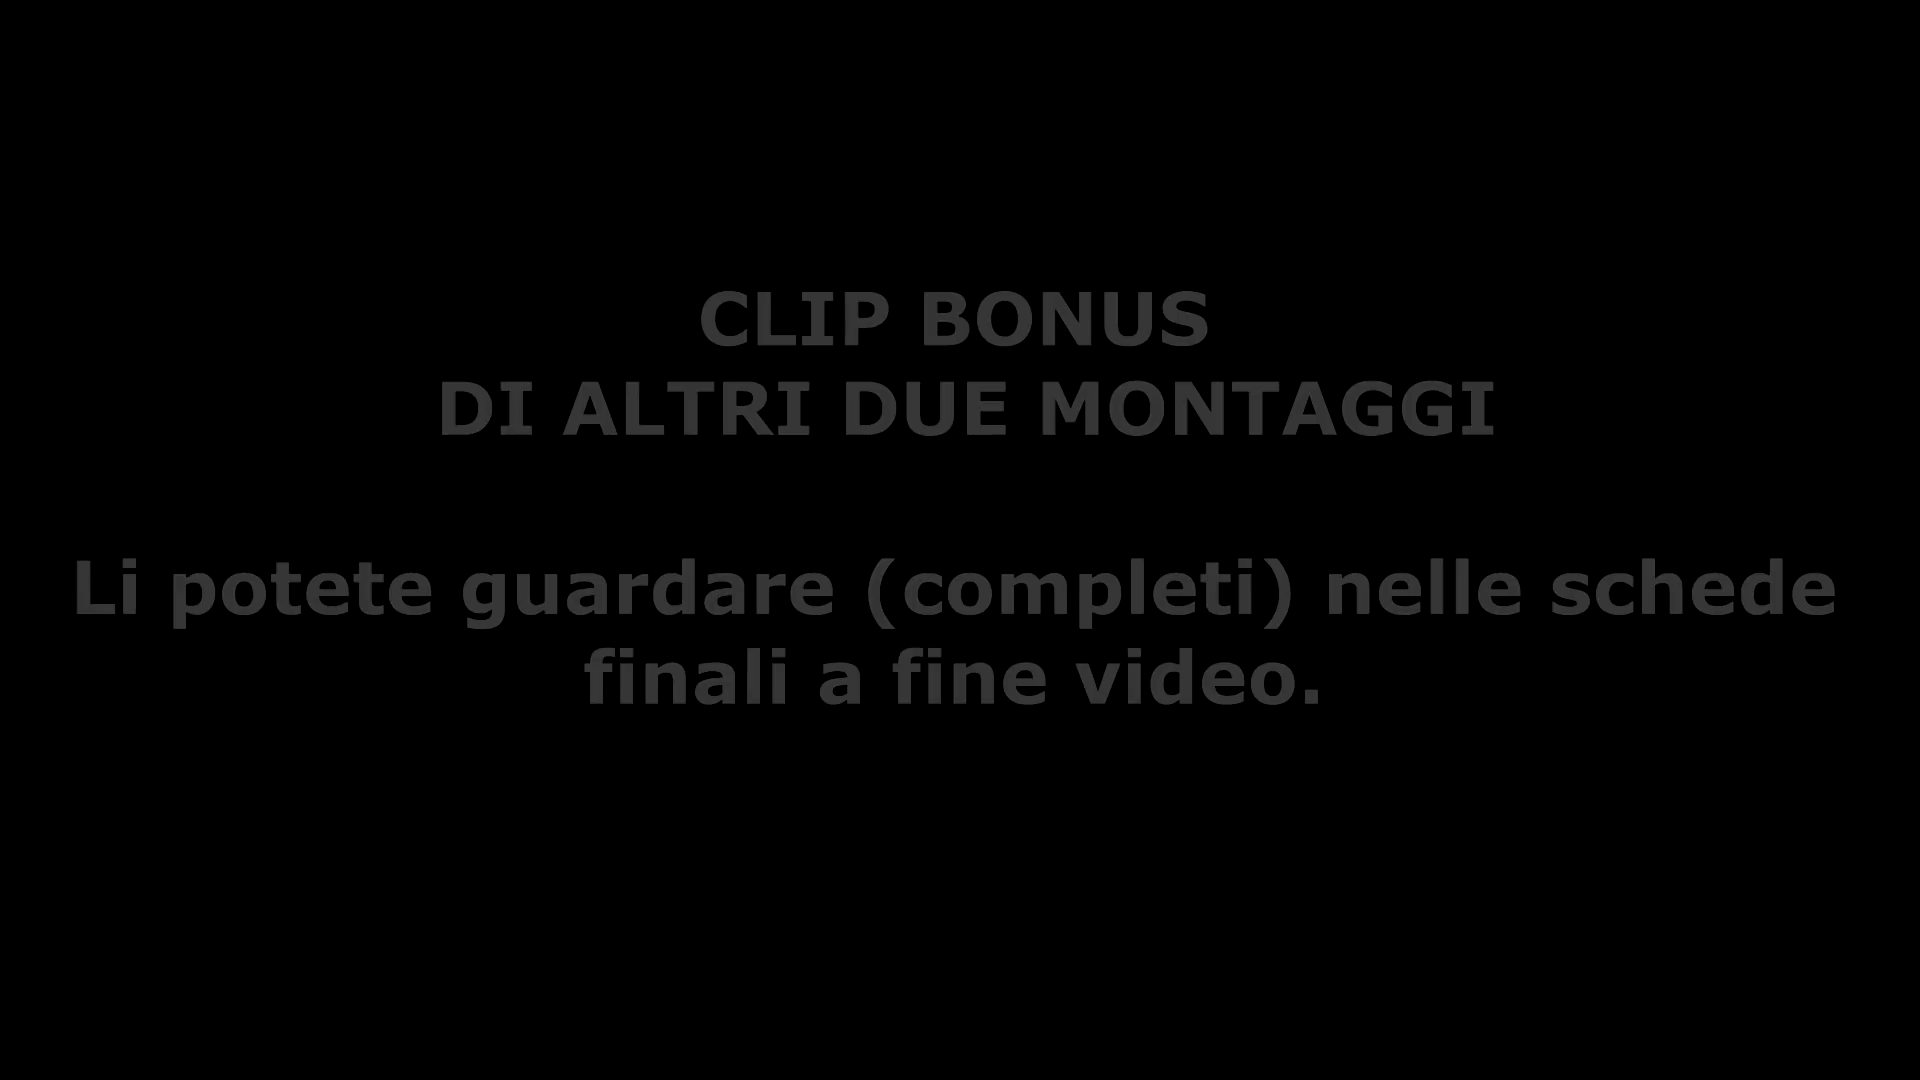 CLIP BONUS
DI ALTRI DUE MONTAGGI
Li potete guardare (completi) nelle schede
finali a fine video.